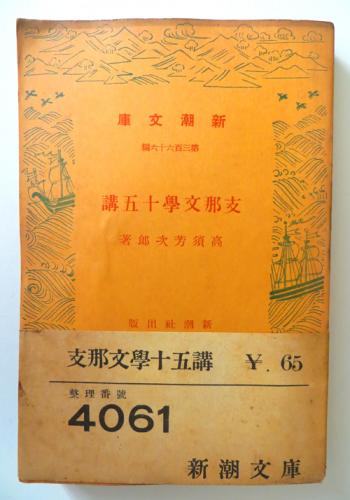 新潮文庫
第三百六十六編
支那文學十五講
高須芳次郎著
新潮社出版
支那文學十五講 ¥.65
整理番號
4061
新潮文庫